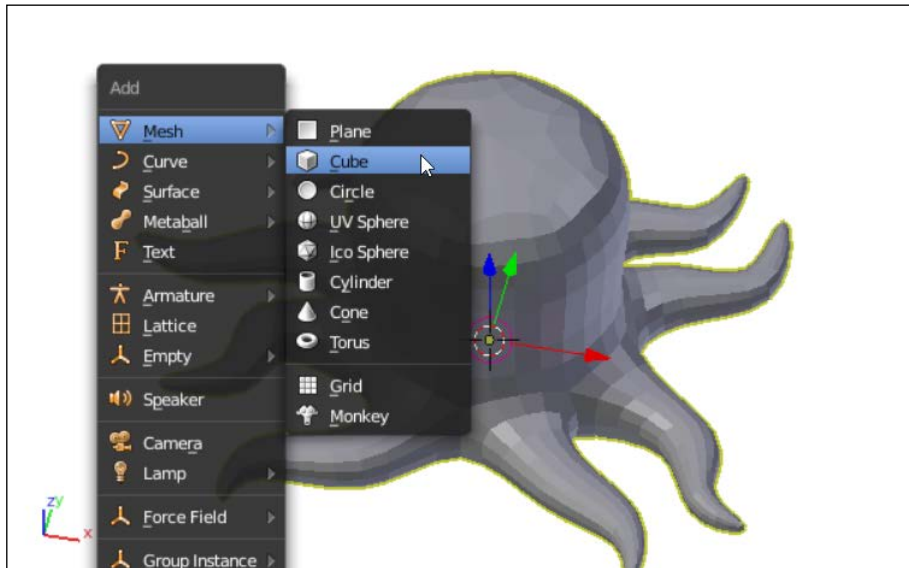 Add
Mesh
Curve
Surface
Metaball
Text
Armature
Lattice
Empty
Speaker
Camera
Lamp
Force Field
Group Instance
Plane
Cube
Circle
UV Sphere
Ico Sphere
Cylinder
Cone
Torus
Grid
Monkey
z
y
x